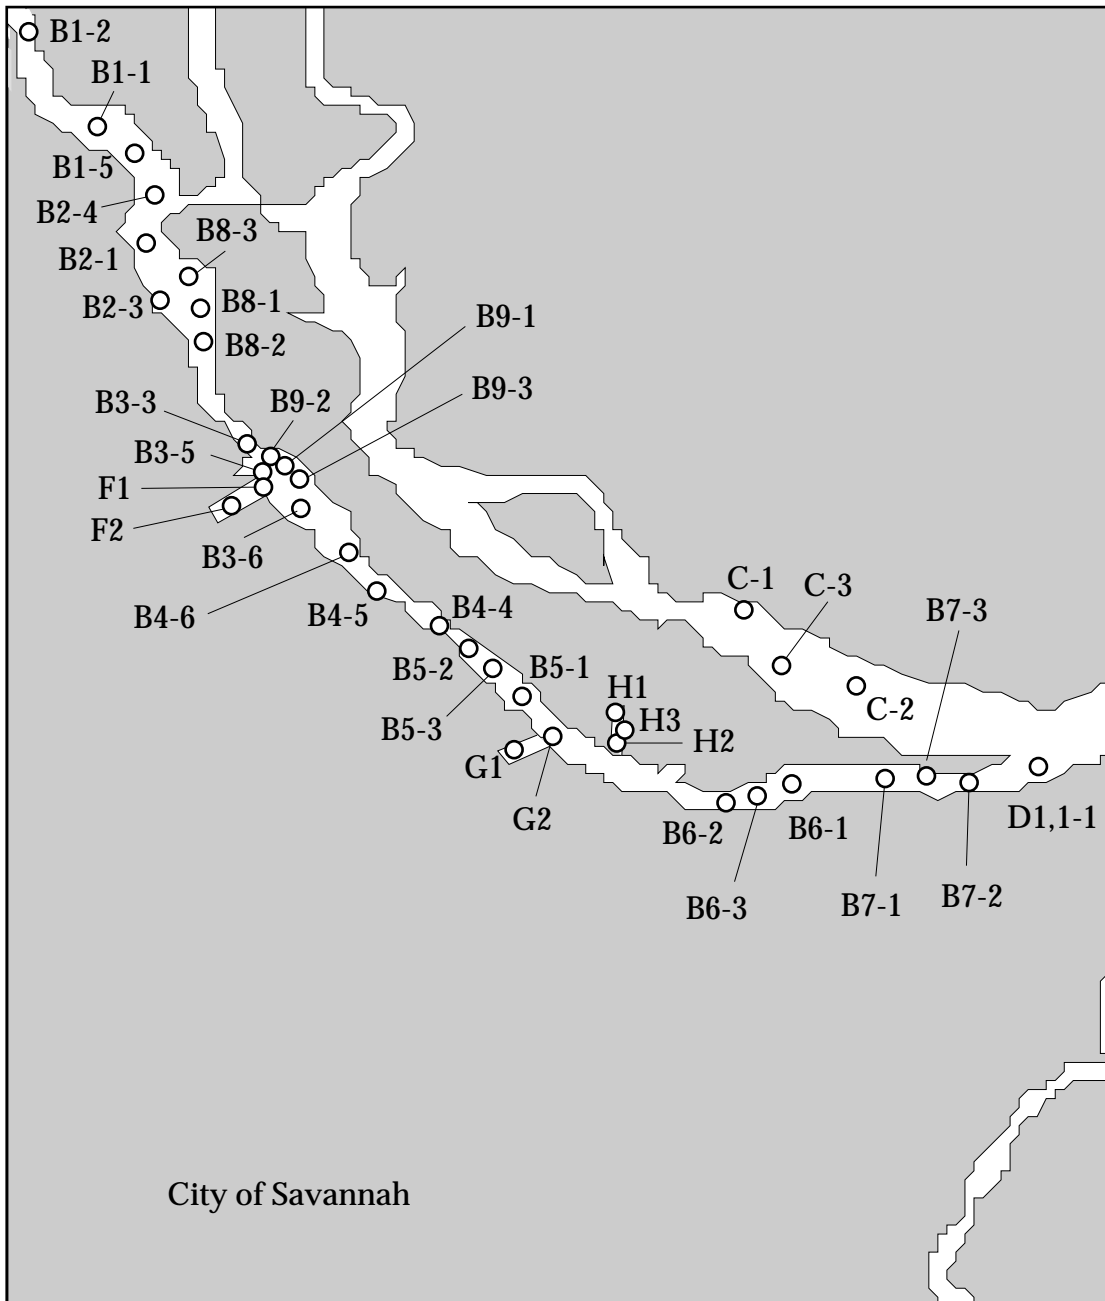 B1-2
B1-1
B1-5
B2-4
B8-3
B2-1
B2-3
B8-1
B9-1
B8-2
B9-3
B3-3
B9-2
B3-5
F1
F2
B3-6
C-1
C-3
B4-6
B4-5
B4-4
B7-3
B5-2
B5-1
H1
B5-3
H3
C-2
H2
G1
G2
B6-2
B6-1
D1,1-1
B6-3
B7-1
B7-2
City of Savannah